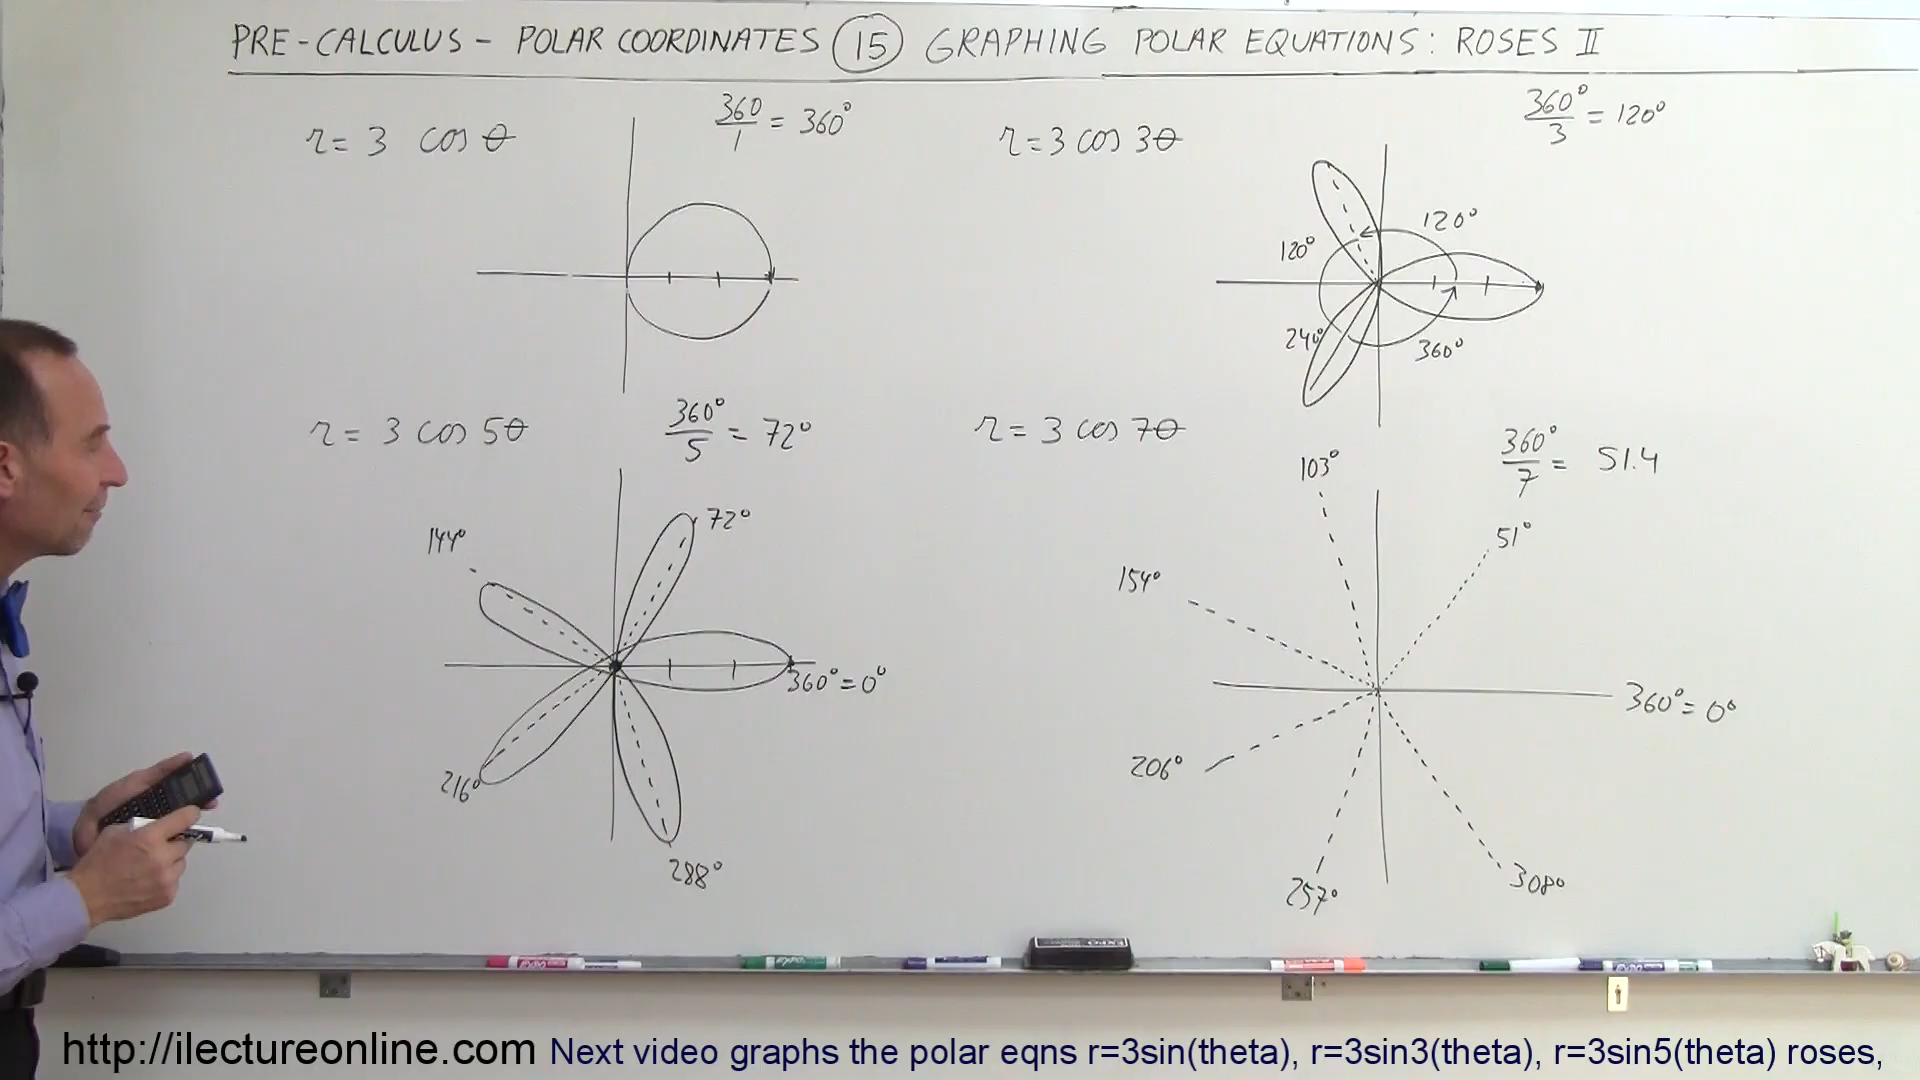 PRE-CALCULUS - POLAR COORDINATES 15 GRAPHING POLAR EQUATIONS: ROSES II
r = 3 cos θ
360/1 = 360°
r = 3 cos 3θ
360°/3 = 120°
120°
120°
240°
360°
r = 3 cos 5θ
360°/5 = 72°
72°
144°
360° = 0°
216°
288°
r = 3 cos 7θ
360°/7 = 51.4
103°
51°
154°
360° = 0°
206°
257°
308°
EXPO
http://ilectureonline.com Next video graphs the polar eqns r=3sin(theta), r=3sin3(theta), r=3sin5(theta) roses,